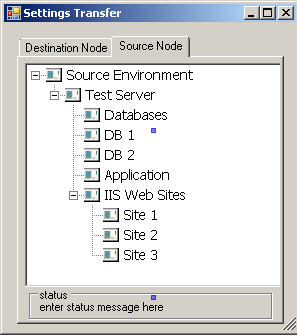 Settings Transfer
Destination Node Source Node
Source Environment
Test Server
Databases
DB 1
DB 2
Application
IIS Web Sites
Site 1
Site 2
Site 3
status
enter status message here